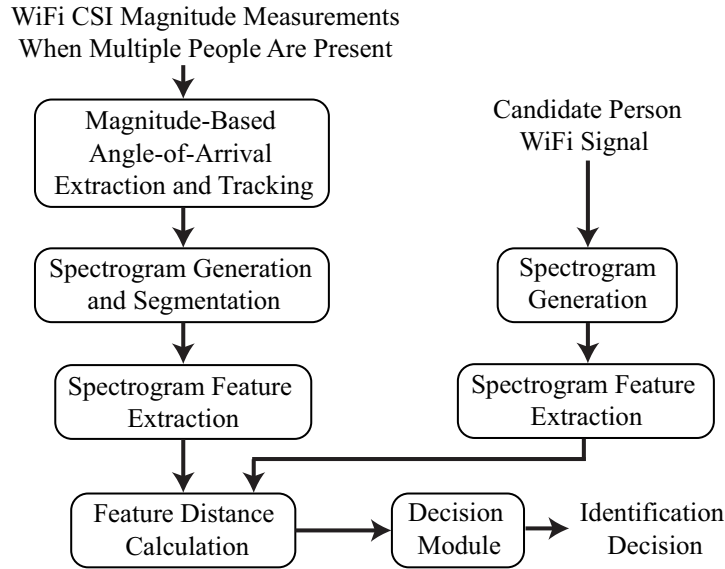 WiFi CSI Magnitude Measurements
When Multiple People Are Present
Magnitude-Based
Angle-of-Arrival
Extraction and Tracking
Candidate Person
WiFi Signal
Spectrogram Generation
and Segmentation
Spectrogram
Generation
Spectrogram Feature
Extraction
Spectrogram Feature
Extraction
Feature Distance
Calculation
Decision
Module
Identification
Decision